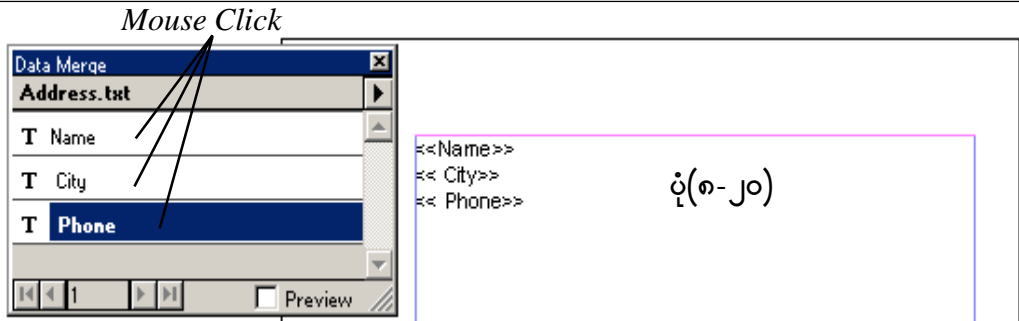 Mouse Click
Data Merge
Address.txt
T Name
T City
T Phone
1
Preview
<<Name>>
<< City>>
<< Phone>>
ပုံ(၈-၂၀)